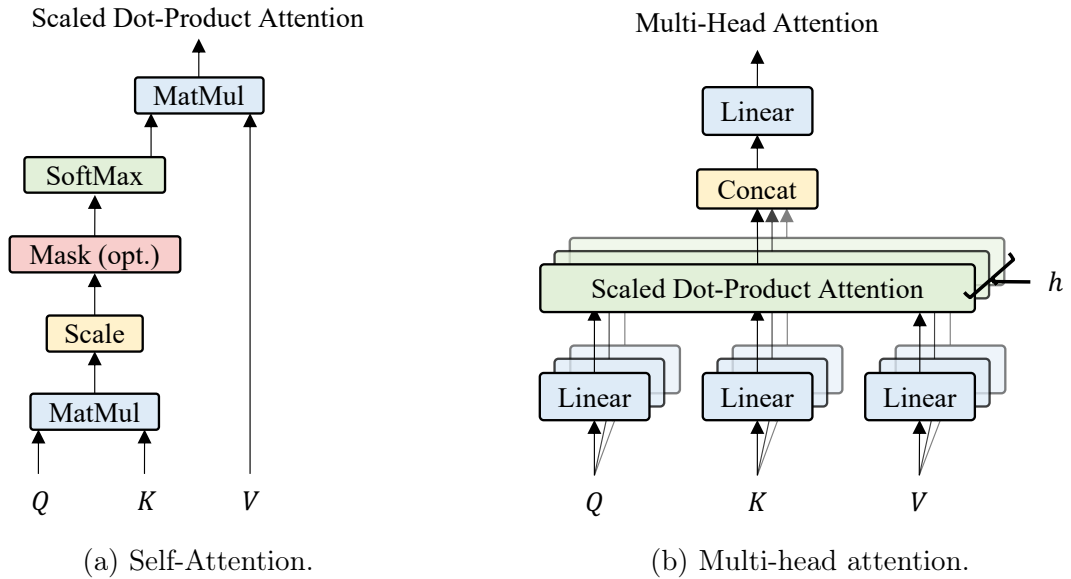 Scaled Dot-Product Attention
MatMul
SoftMax
Mask (opt.)
Scale
MatMul
Q K V
(a) Self-Attention.
Multi-Head Attention
Linear
Concat
Scaled Dot-Product Attention
h
Linear Linear Linear
Q K V
(b) Multi-head attention.